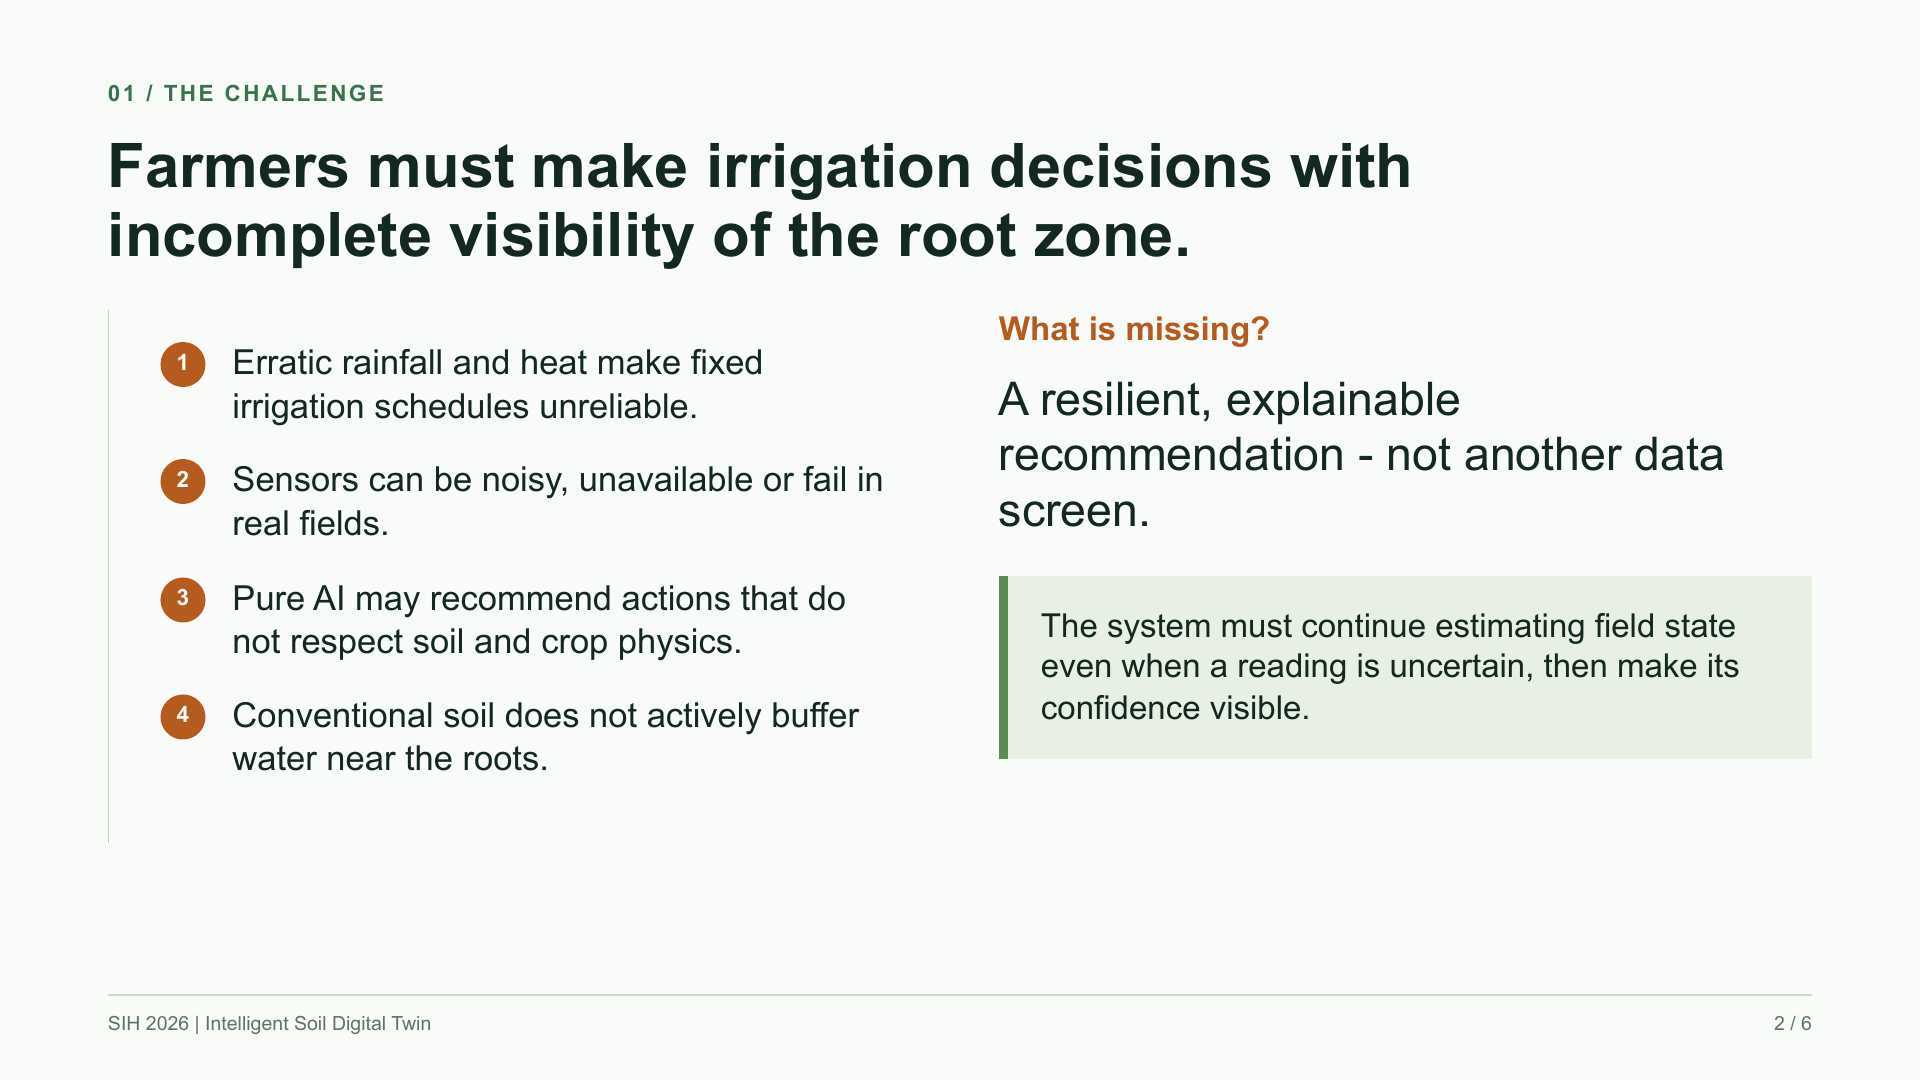 01 / THE CHALLENGE
Farmers must make irrigation decisions with
incomplete visibility of the root zone.
1
Erratic rainfall and heat make fixed
irrigation schedules unreliable.
2
Sensors can be noisy, unavailable or fail in
real fields.
3
Pure AI may recommend actions that do
not respect soil and crop physics.
4
Conventional soil does not actively buffer
water near the roots.
What is missing?
A resilient, explainable
recommendation - not another data
screen.
The system must continue estimating field state
even when a reading is uncertain, then make its
confidence visible.
SIH 2026 | Intelligent Soil Digital Twin
2 / 6